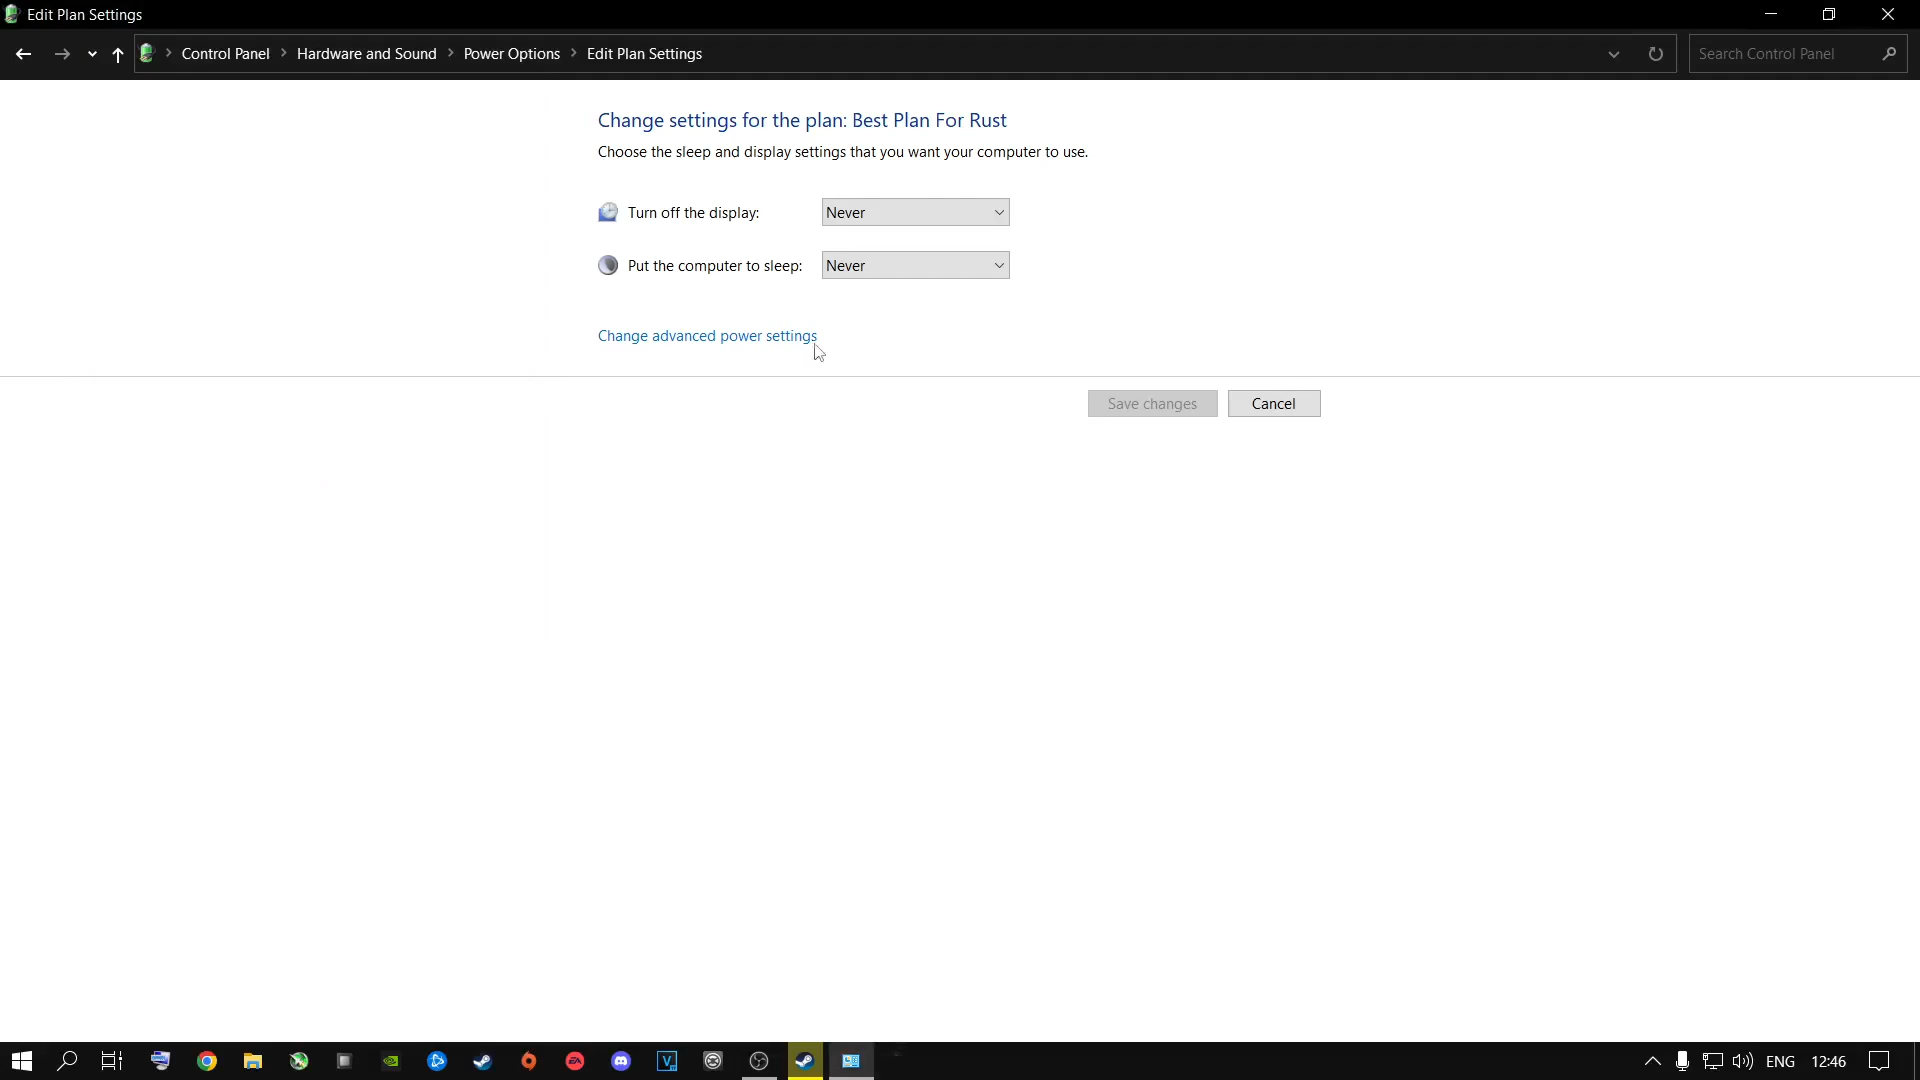 Edit Plan Settings
Control Panel > Hardware and Sound > Power Options > Edit Plan Settings
Search Control Panel
Change settings for the plan: Best Plan For Rust
Choose the sleep and display settings that you want your computer to use.
Turn off the display: Never
Put the computer to sleep: Never
Change advanced power settings
Save changes Cancel
ENG 12:46